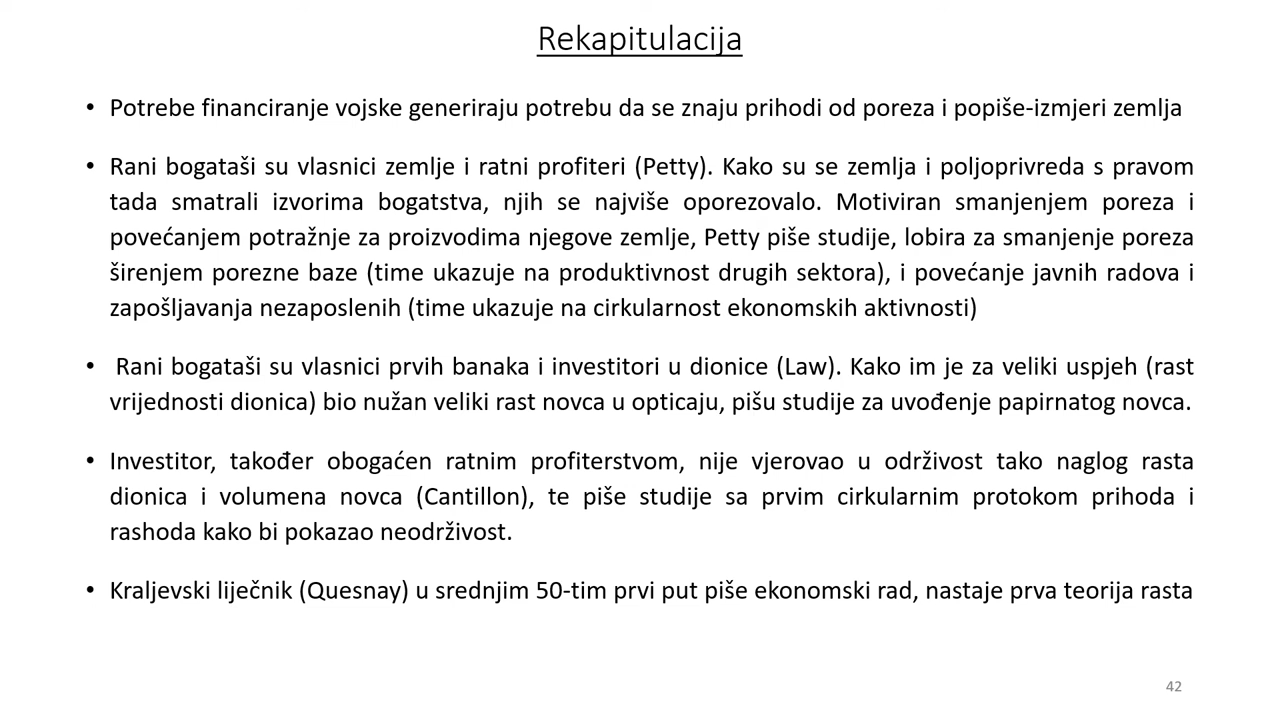 Rekapitulacija
• Potrebe financiranje vojske generiraju potrebu da se znaju prihodi od poreza i popiše-izmjeri zemlja
• Rani bogataši su vlasnici zemlje i ratni profiteri (Petty). Kako su se zemlja i poljoprivreda s pravom
tada smatrali izvorima bogatstva, njih se najviše oporezovalo. Motiviran smanjenjem poreza i
povećanjem potražnje za proizvodima njegove zemlje, Petty piše studije, lobira za smanjenje poreza
širenjem porezne baze (time ukazuje na produktivnost drugih sektora), i povećanje javnih radova i
zapošljavanja nezaposlenih (time ukazuje na cirkularnost ekonomskih aktivnosti)
• Rani bogataši su vlasnici prvih banaka i investitori u dionice (Law). Kako im je za veliki uspjeh (rast
vrijednosti dionica) bio nužan veliki rast novca u opticaju, pišu studije za uvođenje papirnatog novca.
• Investitor, također obogaćen ratnim profiterstvom, nije vjerovao u održivost tako naglog rasta
dionica i volumena novca (Cantillon), te piše studije sa prvim cirkularnim protokom prihoda i
rashoda kako bi pokazao neodrživost.
• Kraljevski liječnik (Quesnay) u srednjim 50-tim prvi put piše ekonomski rad, nastaje prva teorija rasta
42